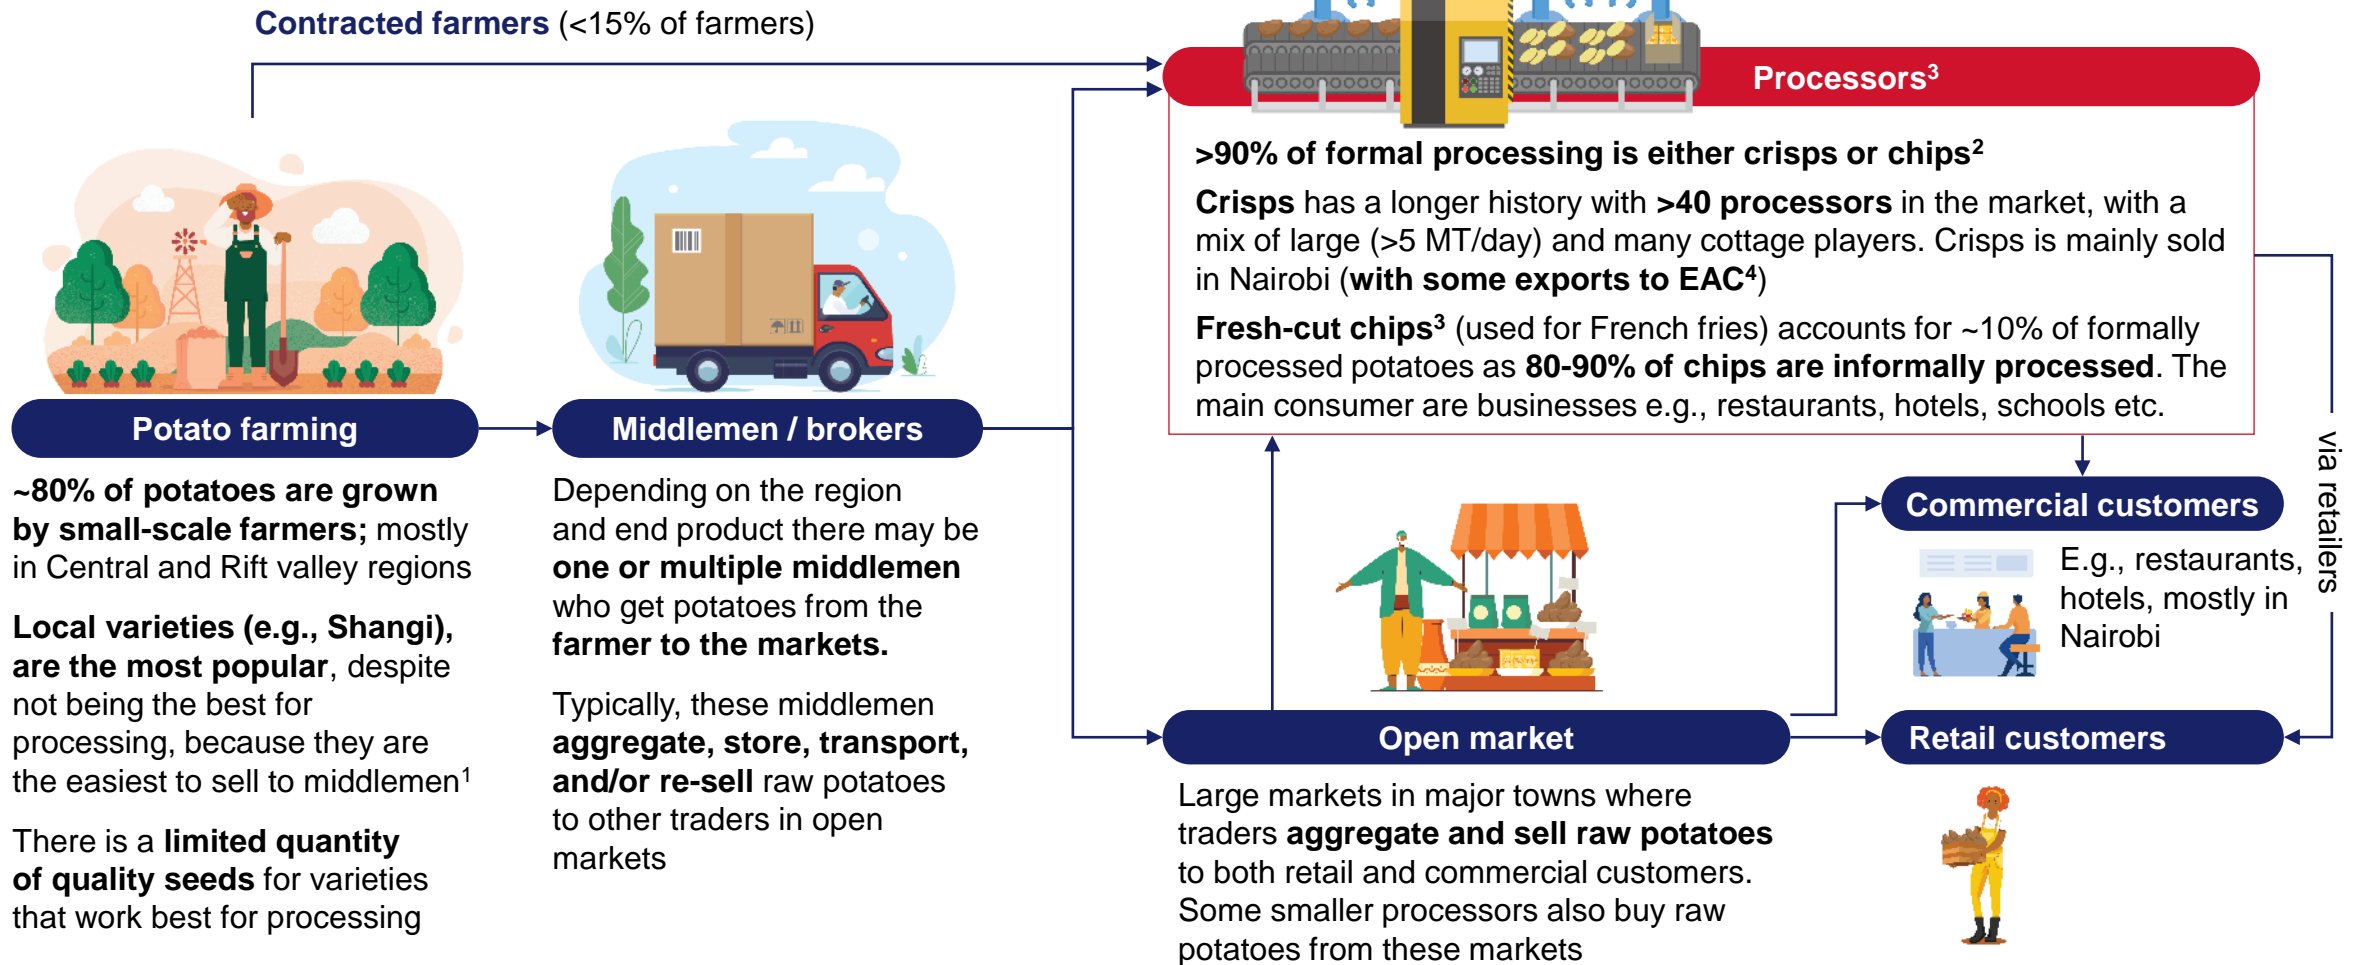 Contracted farmers (<15% of farmers)
Processors³
>90% of formal processing is either crisps or chips²
Crisps has a longer history with >40 processors in the market, with a
mix of large (>5 MT/day) and many cottage players. Crisps is mainly sold
in Nairobi (with some exports to EAC⁴)
Fresh-cut chips³ (used for French fries) accounts for ~10% of formally
processed potatoes as 80-90% of chips are informally processed. The
main consumer are businesses e.g., restaurants, hotels, schools etc.
Potato farming
~80% of potatoes are grown
by small-scale farmers; mostly
in Central and Rift valley regions
Local varieties (e.g., Shangi),
are the most popular, despite
not being the best for
processing, because they are
the easiest to sell to middlemen¹
There is a limited quantity
of quality seeds for varieties
that work best for processing
Middlemen / brokers
Depending on the region
and end product there may be
one or multiple middlemen
who get potatoes from the
farmer to the markets.
Typically, these middlemen
aggregate, store, transport,
and/or re-sell raw potatoes
to other traders in open
markets
Open market
Large markets in major towns where
traders aggregate and sell raw potatoes
to both retail and commercial customers.
Some smaller processors also buy raw
potatoes from these markets
Commercial customers
E.g., restaurants,
hotels, mostly in
Nairobi
via retailers
Retail customers